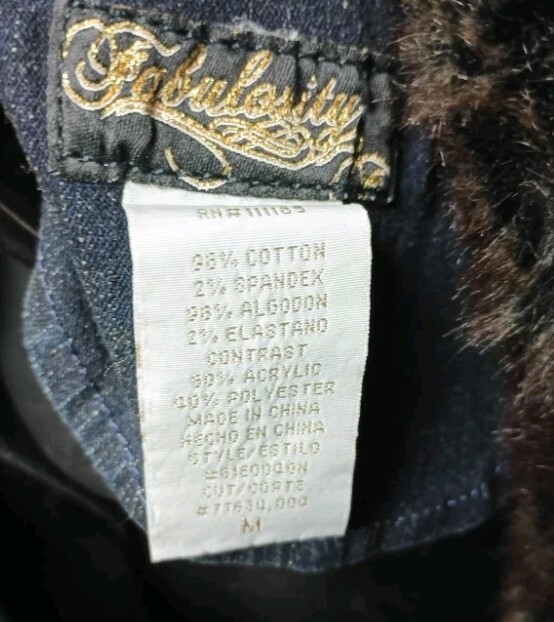 Fabulosity
RN#111185
98% COTTON
2% SPANDEX
98% ALGODON
2% ELASTANO
CONTRAST
60% ACRYLIC
40% POLYESTER
MADE IN CHINA
HECHO EN CHINA
STYLE/ESTILO
CUT/CORTE
M